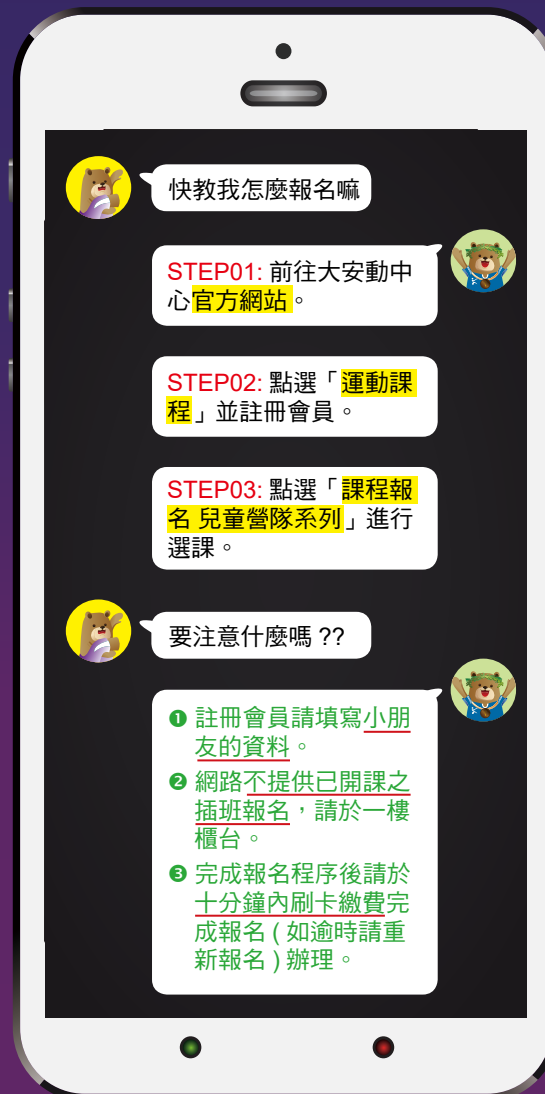 快教我怎麼報名嘛
STEP01: 前往大安動中
心官方網站。
STEP02: 點選「運動課
程」並註冊會員。
STEP03: 點選「課程報
名 兒童營隊系列」進行
選課。
要注意什麼嗎 ??
❶ 註冊會員請填寫小朋
友的資料。
❷ 網路不提供已開課之
插班報名，請於一樓
櫃台。
❸ 完成報名程序後請於
十分鐘內刷卡繳費完
成報名 ( 如逾時請重
新報名 ) 辦理。